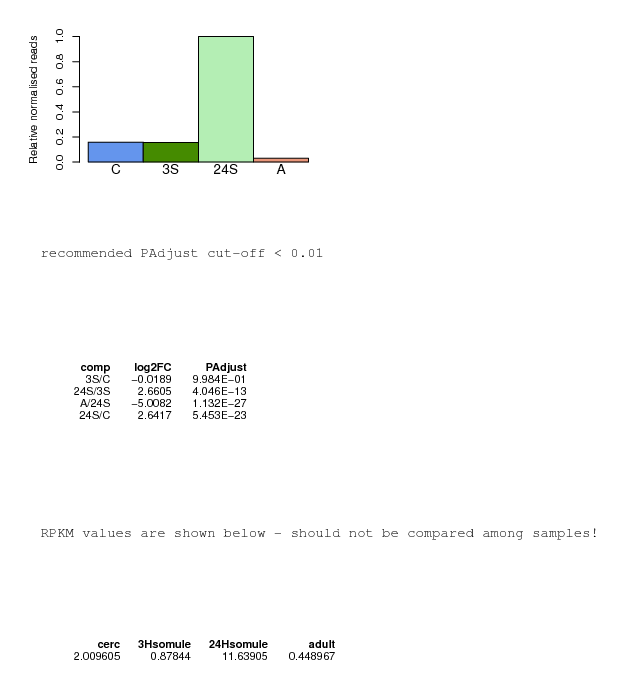 Relative normalised reads
1.0
0.8
0.6
0.4
0.2
0.0
C 3S 24S A
recommended PAdjust cut-off < 0.01
comp log2FC PAdjust
3S/C −0.0189 9.984E−01
24S/3S 2.6605 4.046E−13
A/24S −5.0082 1.132E−27
24S/C 2.6417 5.453E−23
RPKM values are shown below - should not be compared among samples!
cerc 3Hsomule 24Hsomule adult
2.009605 0.87844 11.63905 0.448967